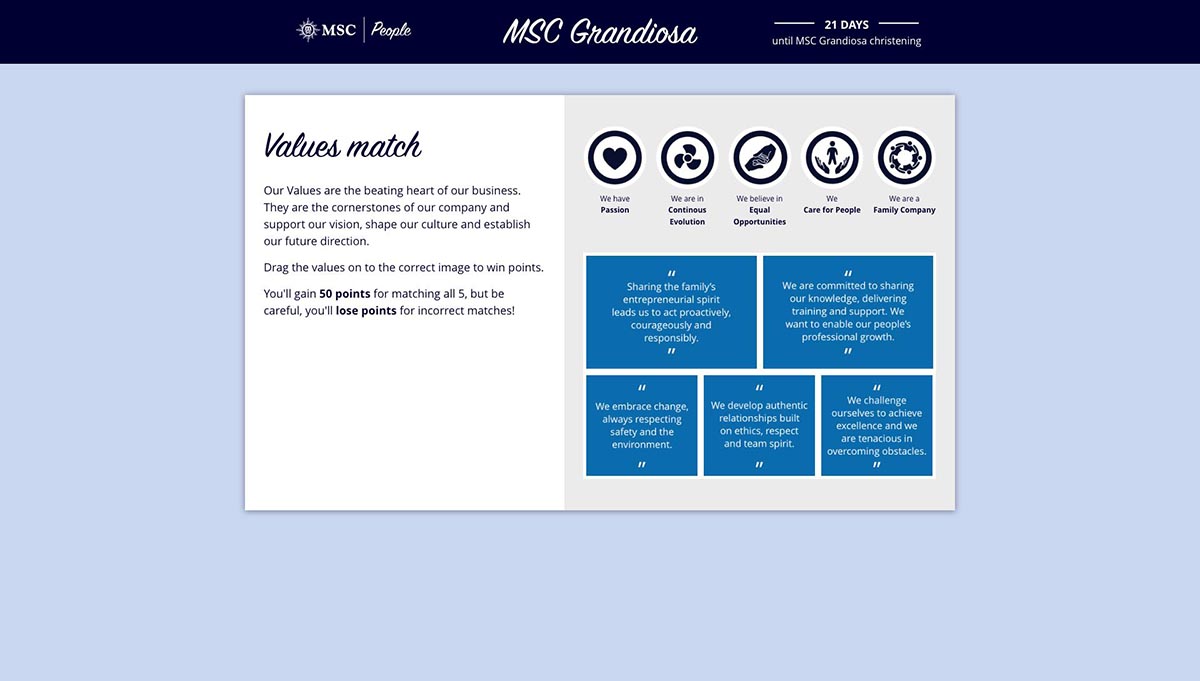 MSC People
MSC Grandiosa
21 DAYS
until MSC Grandiosa christening
Values match
Our Values are the beating heart of our business.
They are the cornerstones of our company and
support our vision, shape our culture and establish
our future direction.
Drag the values on to the correct image to win points.
You'll gain 50 points for matching all 5, but be
careful, you'll lose points for incorrect matches!
We have
Passion
We are in
Continous
Evolution
We believe in
Equal
Opportunities
We
Care for People
We are a
Family Company
“
Sharing the family’s
entrepreneurial spirit
leads us to act proactively,
courageously and
responsibly.
”
“
We are committed to sharing
our knowledge, delivering
training and support. We
want to enable our people’s
professional growth.
”
“
We embrace change,
always respecting
safety and the
environment.
”
“
We develop authentic
relationships built
on ethics, respect
and team spirit.
”
“
We challenge
ourselves to achieve
excellence and we
are tenacious in
overcoming obstacles.
”